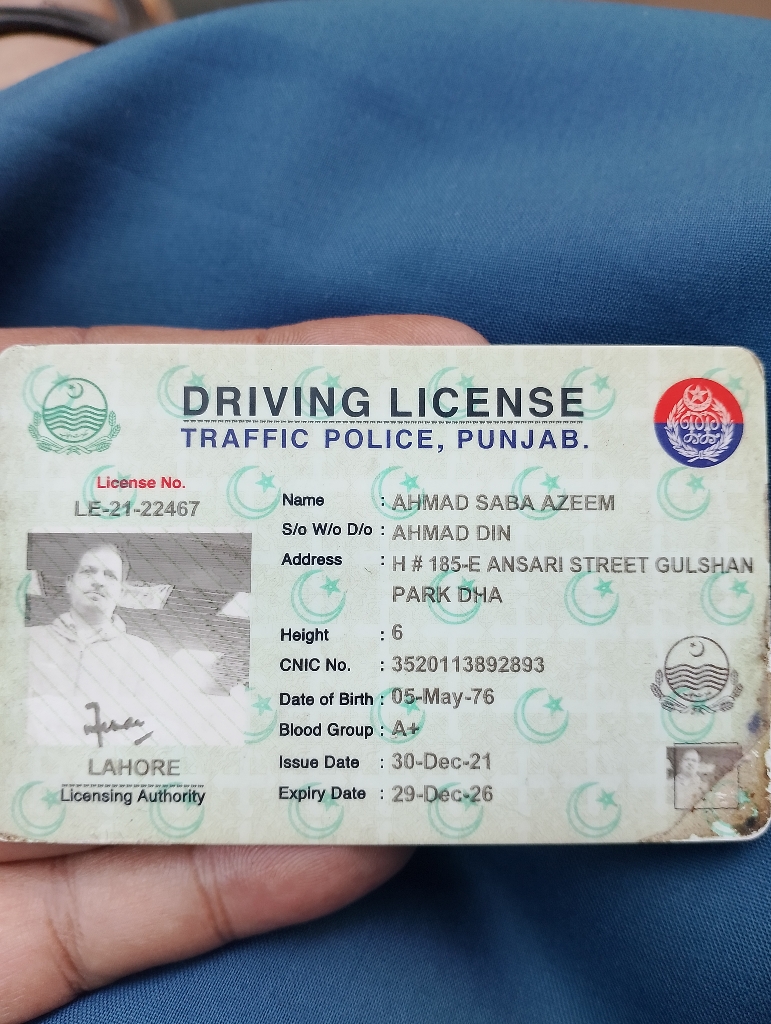 DRIVING LICENSE
TRAFFIC POLICE, PUNJAB.
License No.
LE-21-22467
Name : AHMAD SABA AZEEM
S/o W/o D/o : AHMAD DIN
Address : H # 185-E ANSARI STREET GULSHAN
PARK DHA
Height : 6
CNIC No. : 3520113892893
Date of Birth : 05-May-76
Blood Group : A+
Issue Date : 30-Dec-21
Expiry Date : 29-Dec-26
LAHORE
Licensing Authority